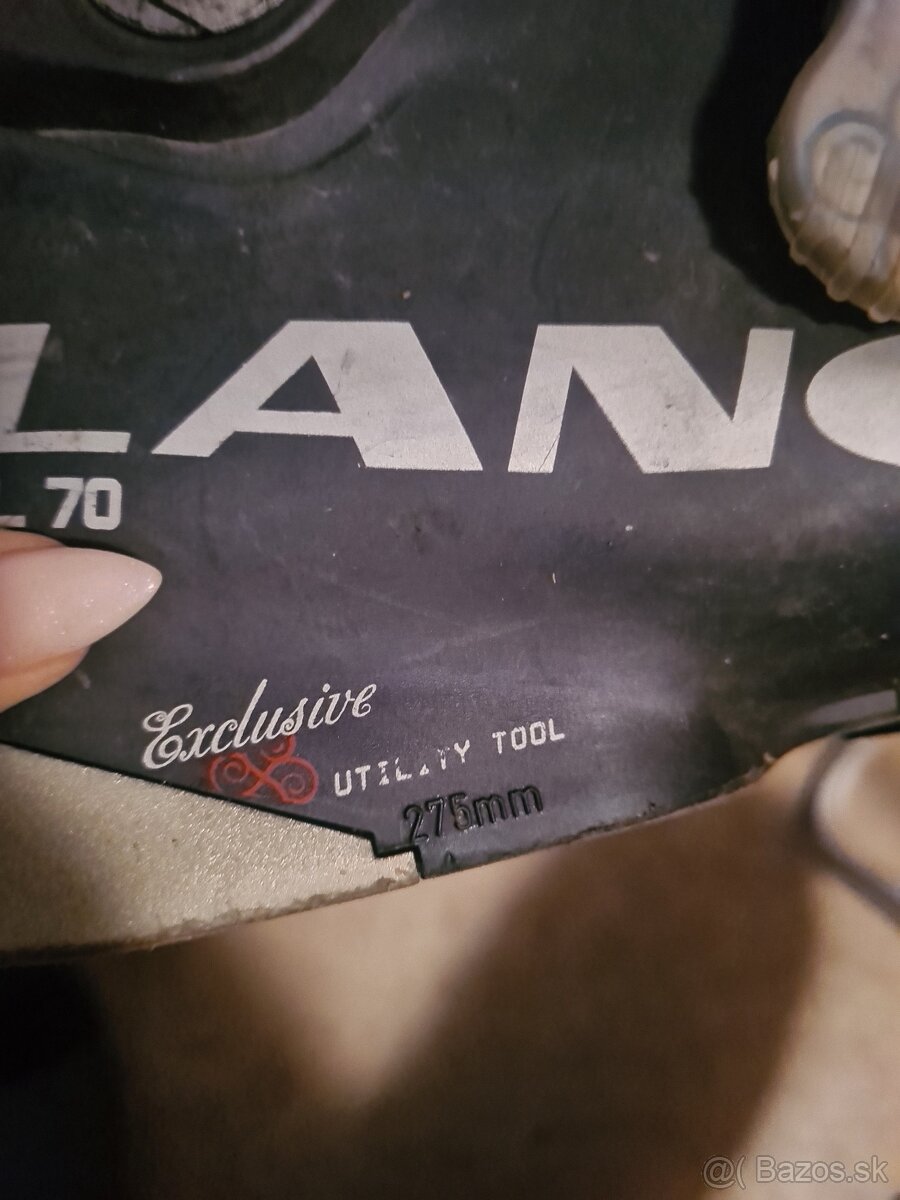 LANG
70
Exclusive
UTILITY TOOL
275mm
@( Bazos.sk